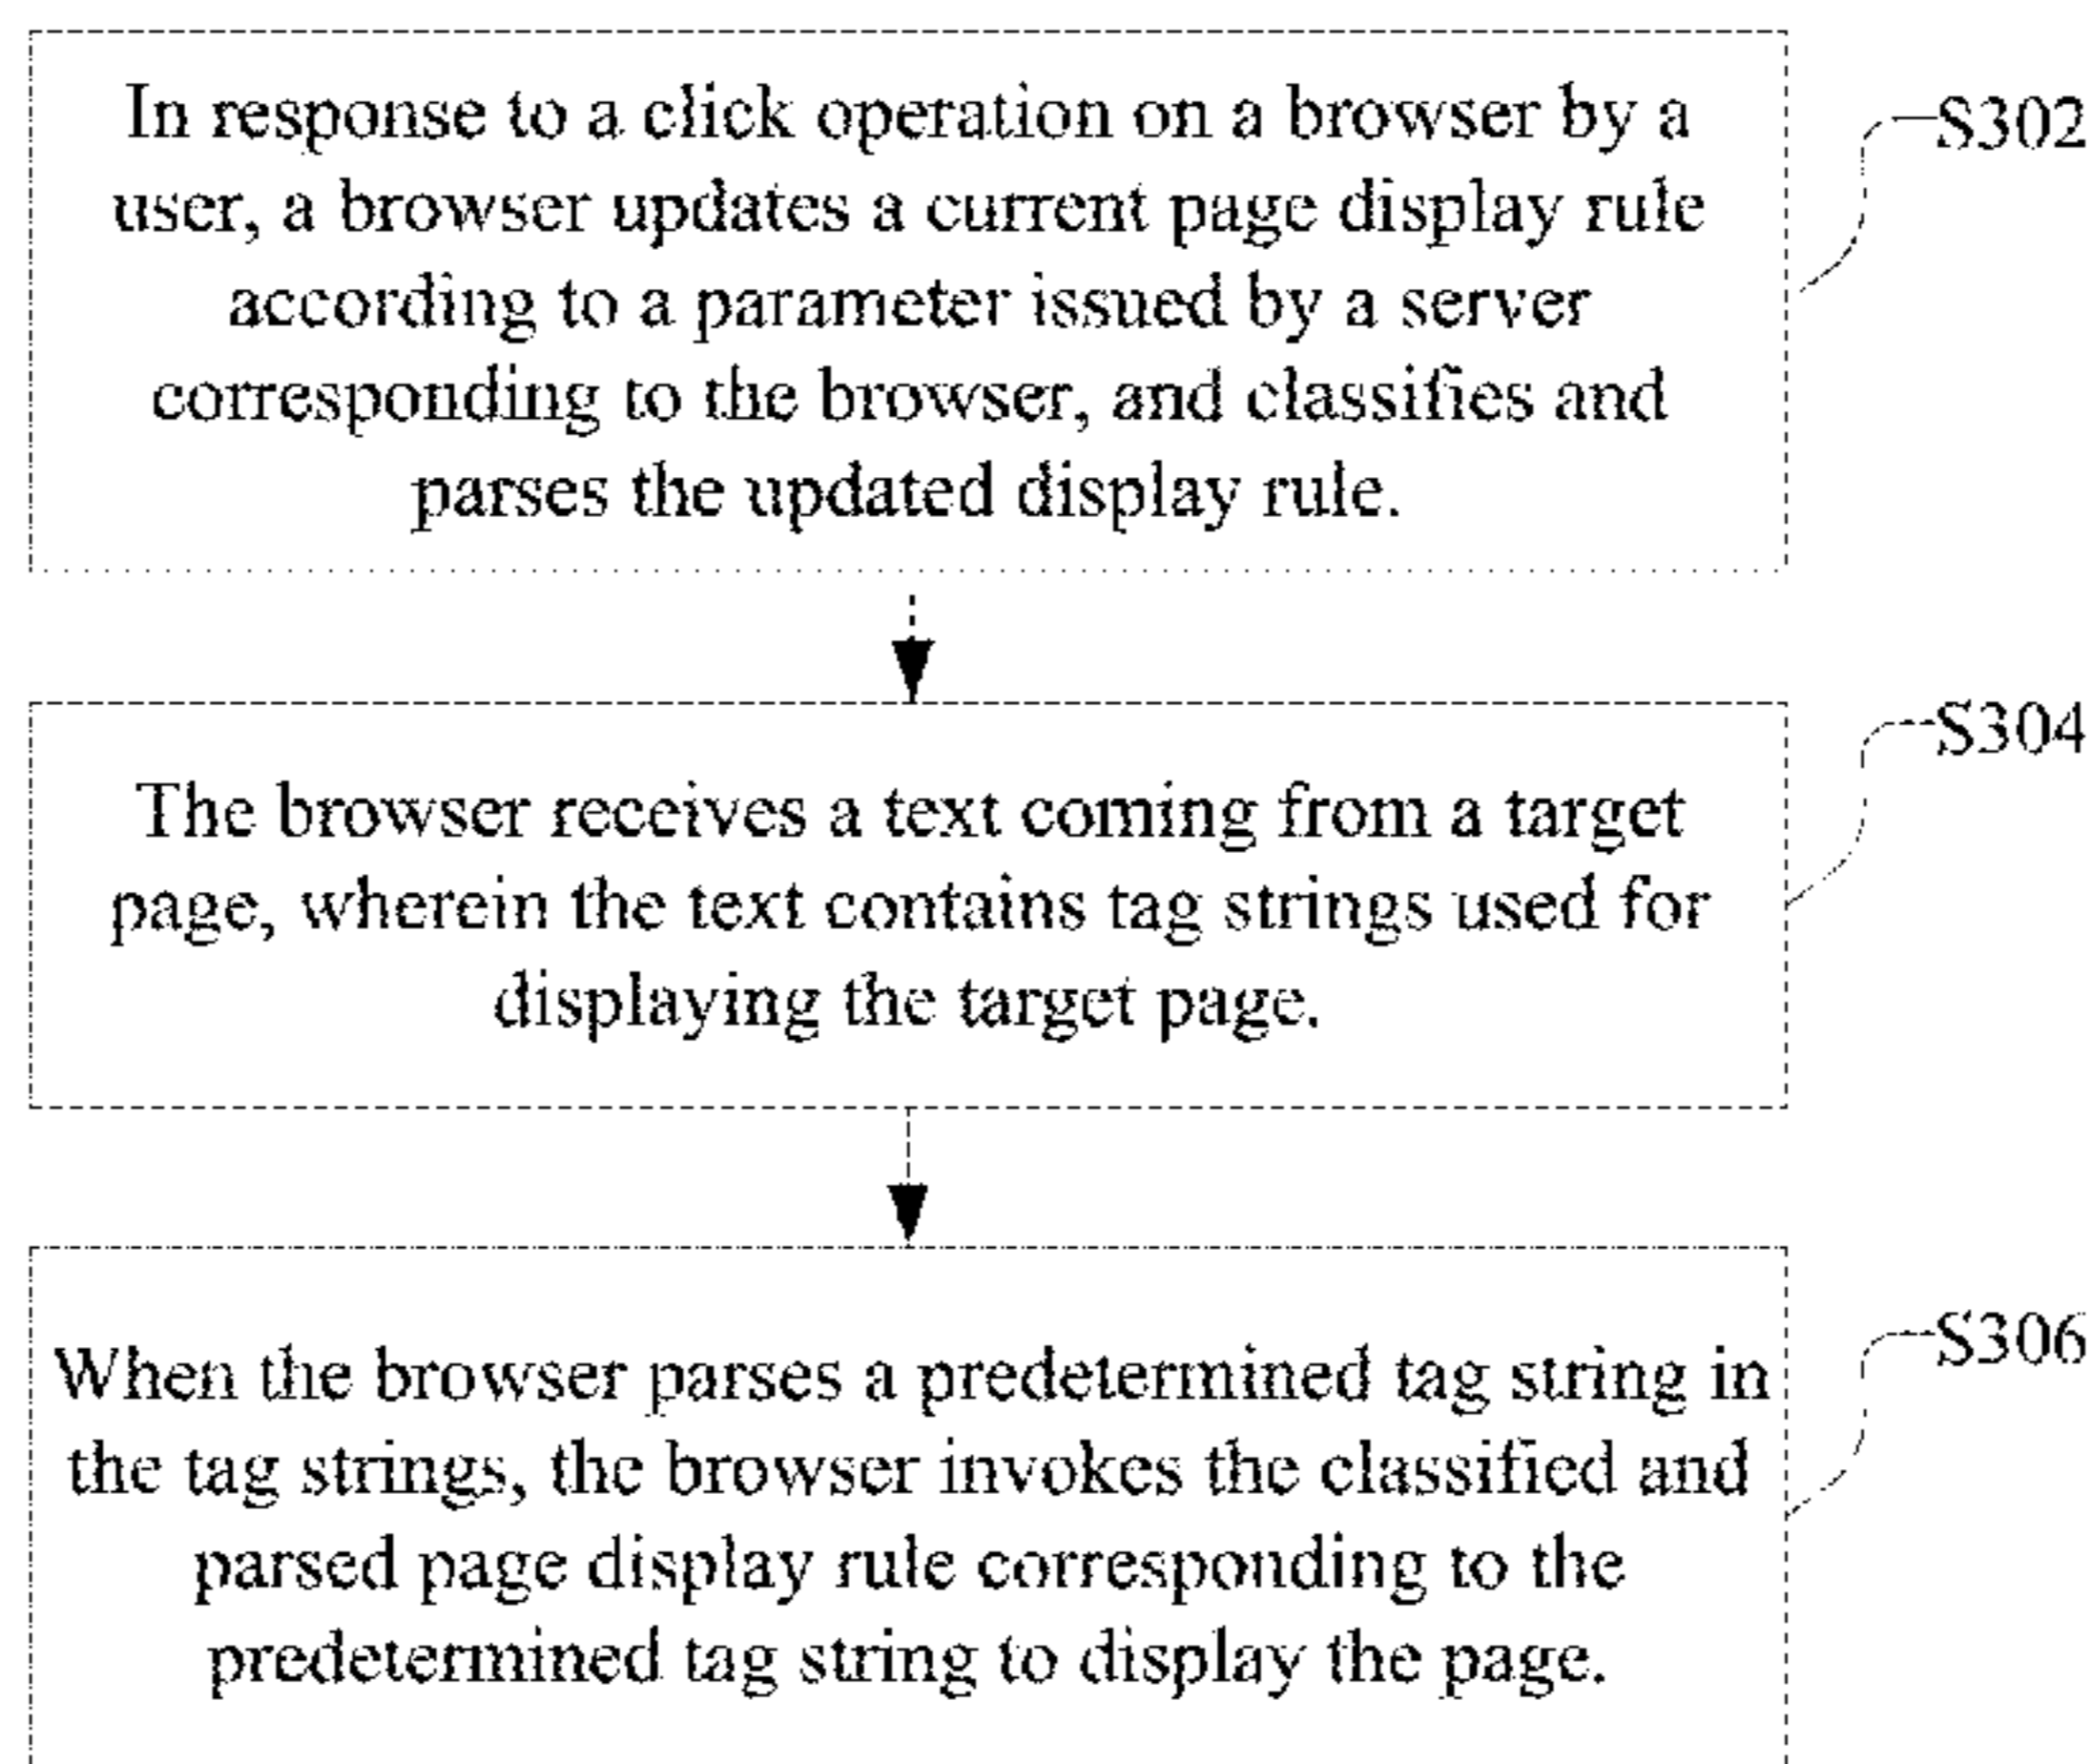 In response to a click operation on a browser by a
user, a browser updates a current page display rule
according to a parameter issued by a server
corresponding to the browser, and classifies and
parses the updated display rule.
S302
The browser receives a text coming from a target
page, wherein the text contains tag strings used for
displaying the target page.
S304
When the browser parses a predetermined tag string in
the tag strings, the browser invokes the classified and
parsed page display rule corresponding to the
predetermined tag string to display the page.
S306